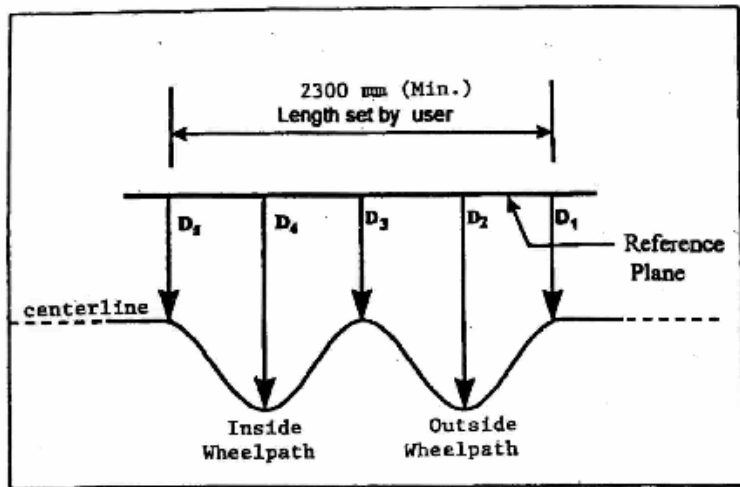 2300 mm (Min.)
Length set by user
D5 D4 D3 D2 D1
Reference
Plane
centerline
Inside
Wheelpath
Outside
Wheelpath